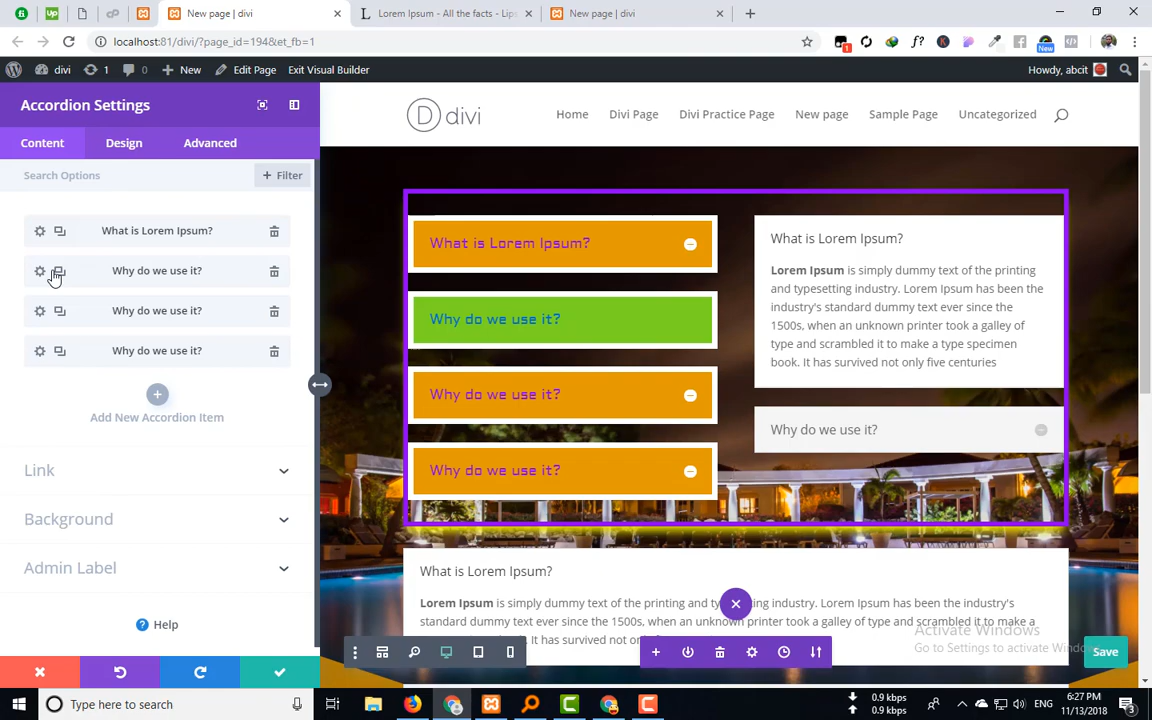 New page | divi
Lorem Ipsum - All the facts - Lips
New page | divi
localhost:81/divi/?page_id=194&et_fb=1
1
New
f?
K
divi
1
0
New
Edit Page
Exit Visual Builder
Howdy, abcit
Accordion Settings
Content
Design
Advanced
Search Options
+ Filter
What is Lorem Ipsum?
Why do we use it?
Why do we use it?
Why do we use it?
Add New Accordion Item
Link
Background
Admin Label
Help
D divi
Home
Divi Page
Divi Practice Page
New page
Sample Page
Uncategorized
What is Lorem Ipsum?
Why do we use it?
Why do we use it?
Why do we use it?
What is Lorem Ipsum?
Lorem Ipsum is simply dummy text of the printing
and typesetting industry. Lorem Ipsum has been the
industry's standard dummy text ever since the
1500s, when an unknown printer took a galley of
type and scrambled it to make a type specimen
book. It has survived not only five centuries
Why do we use it?
What is Lorem Ipsum?
Lorem Ipsum is simply dummy text of the printing and ty ing industry. Lorem Ipsum has been the industry's
standard dummy text ever since the 1500s, when an unknown printer took a galley of type and scrambled it to make a
It has survived not only
Activate Windows
Go to Settings to activate Windo
Save
Type here to search
0.9 kbps
0.9 kbps
ENG
6:27 PM
11/13/2018
3